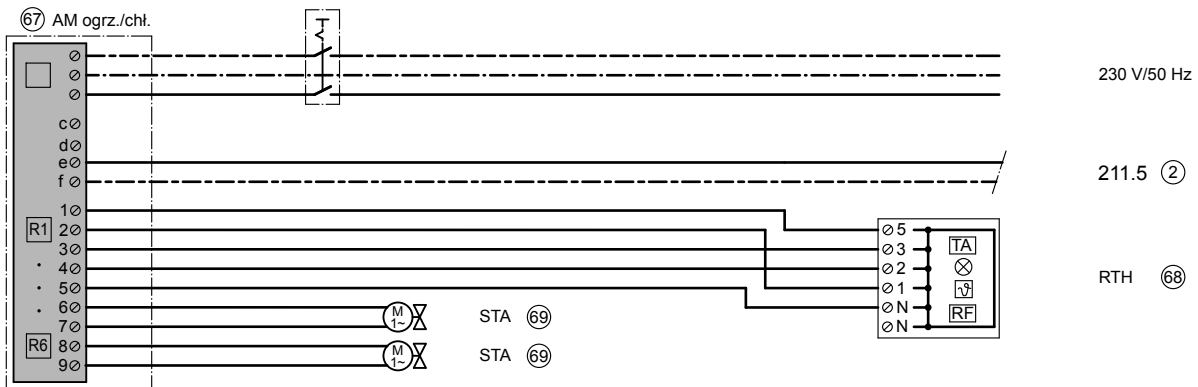 67 AM ogrz./chł.
230 V/50 Hz
c
d
e
f
211.5 2
1
R1 2
3
4
5
6
7
R6 8
9
M 1~ STA 69
M 1~ STA 69
5
3 TA
2
1 ϑ
N RF
N
RTH 68